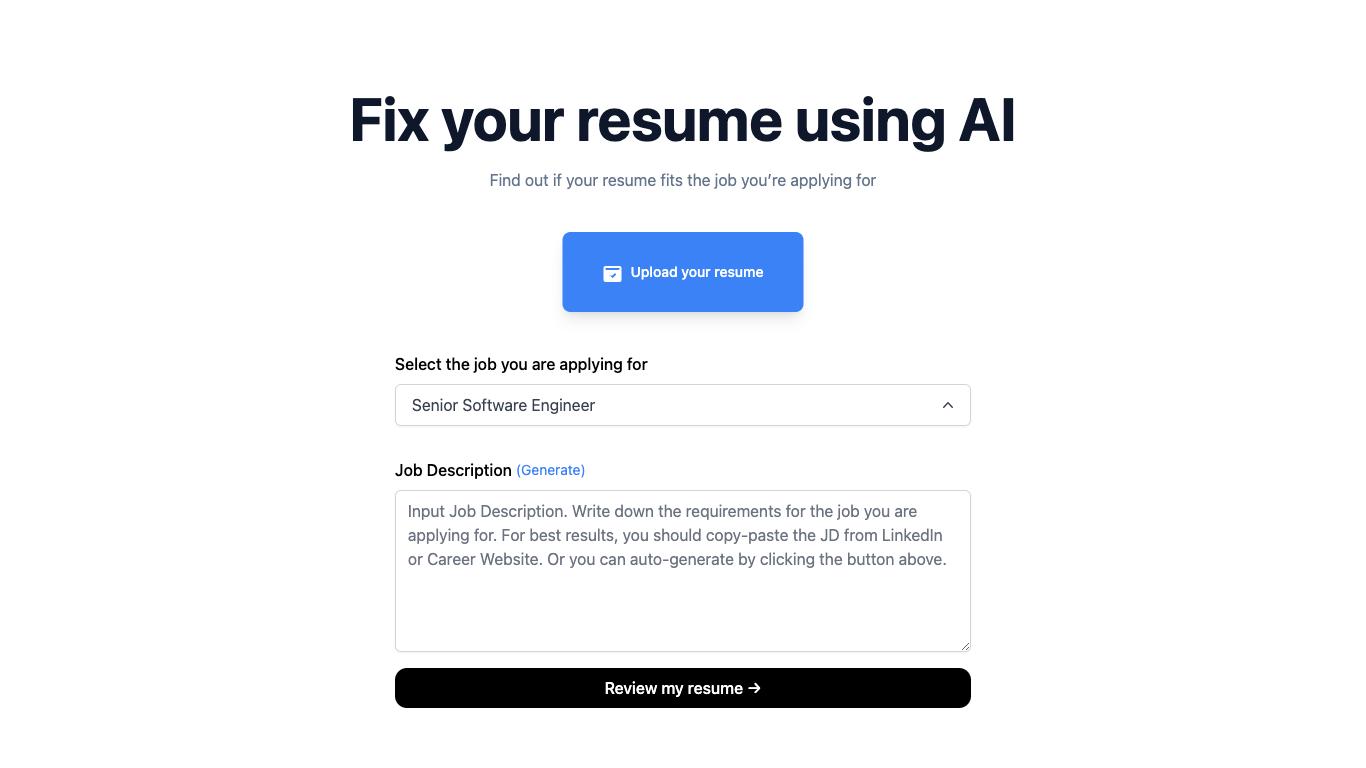 Fix your resume using AI
Find out if your resume fits the job you’re applying for
Upload your resume
Select the job you are applying for
Senior Software Engineer
Job Description (Generate)
Input Job Description. Write down the requirements for the job you are
applying for. For best results, you should copy-paste the JD from LinkedIn
or Career Website. Or you can auto-generate by clicking the button above.
Review my resume →